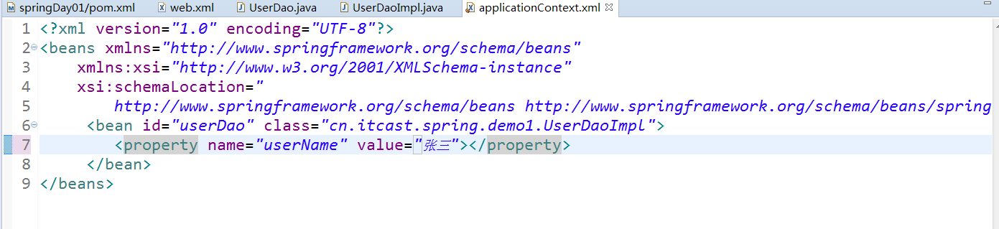 springDay01/pom.xml web.xml UserDao.java UserDaoImpl.java applicationContext.xml
1 <?xml version="1.0" encoding="UTF-8"?>
2 <beans xmlns="http://www.springframework.org/schema/beans"
3 xmlns:xsi="http://www.w3.org/2001/XMLSchema-instance"
4 xsi:schemaLocation="
5 http://www.springframework.org/schema/beans http://www.springframework.org/schema/beans/spring
6 <bean id="userDao" class="cn.itcast.spring.demo1.UserDaoImpl">
7 <property name="userName" value="张三"></property>
8 </bean>
9 </beans>